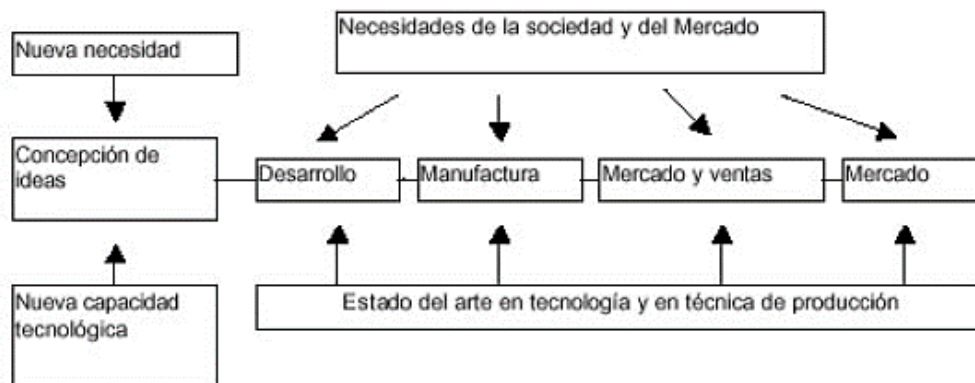 Nueva necesidad
Necesidades de la sociedad y del Mercado
Concepción de
ideas
Desarrollo
Manufactura
Mercado y ventas
Mercado
Nueva capacidad
tecnológica
Estado del arte en tecnología y en técnica de producción